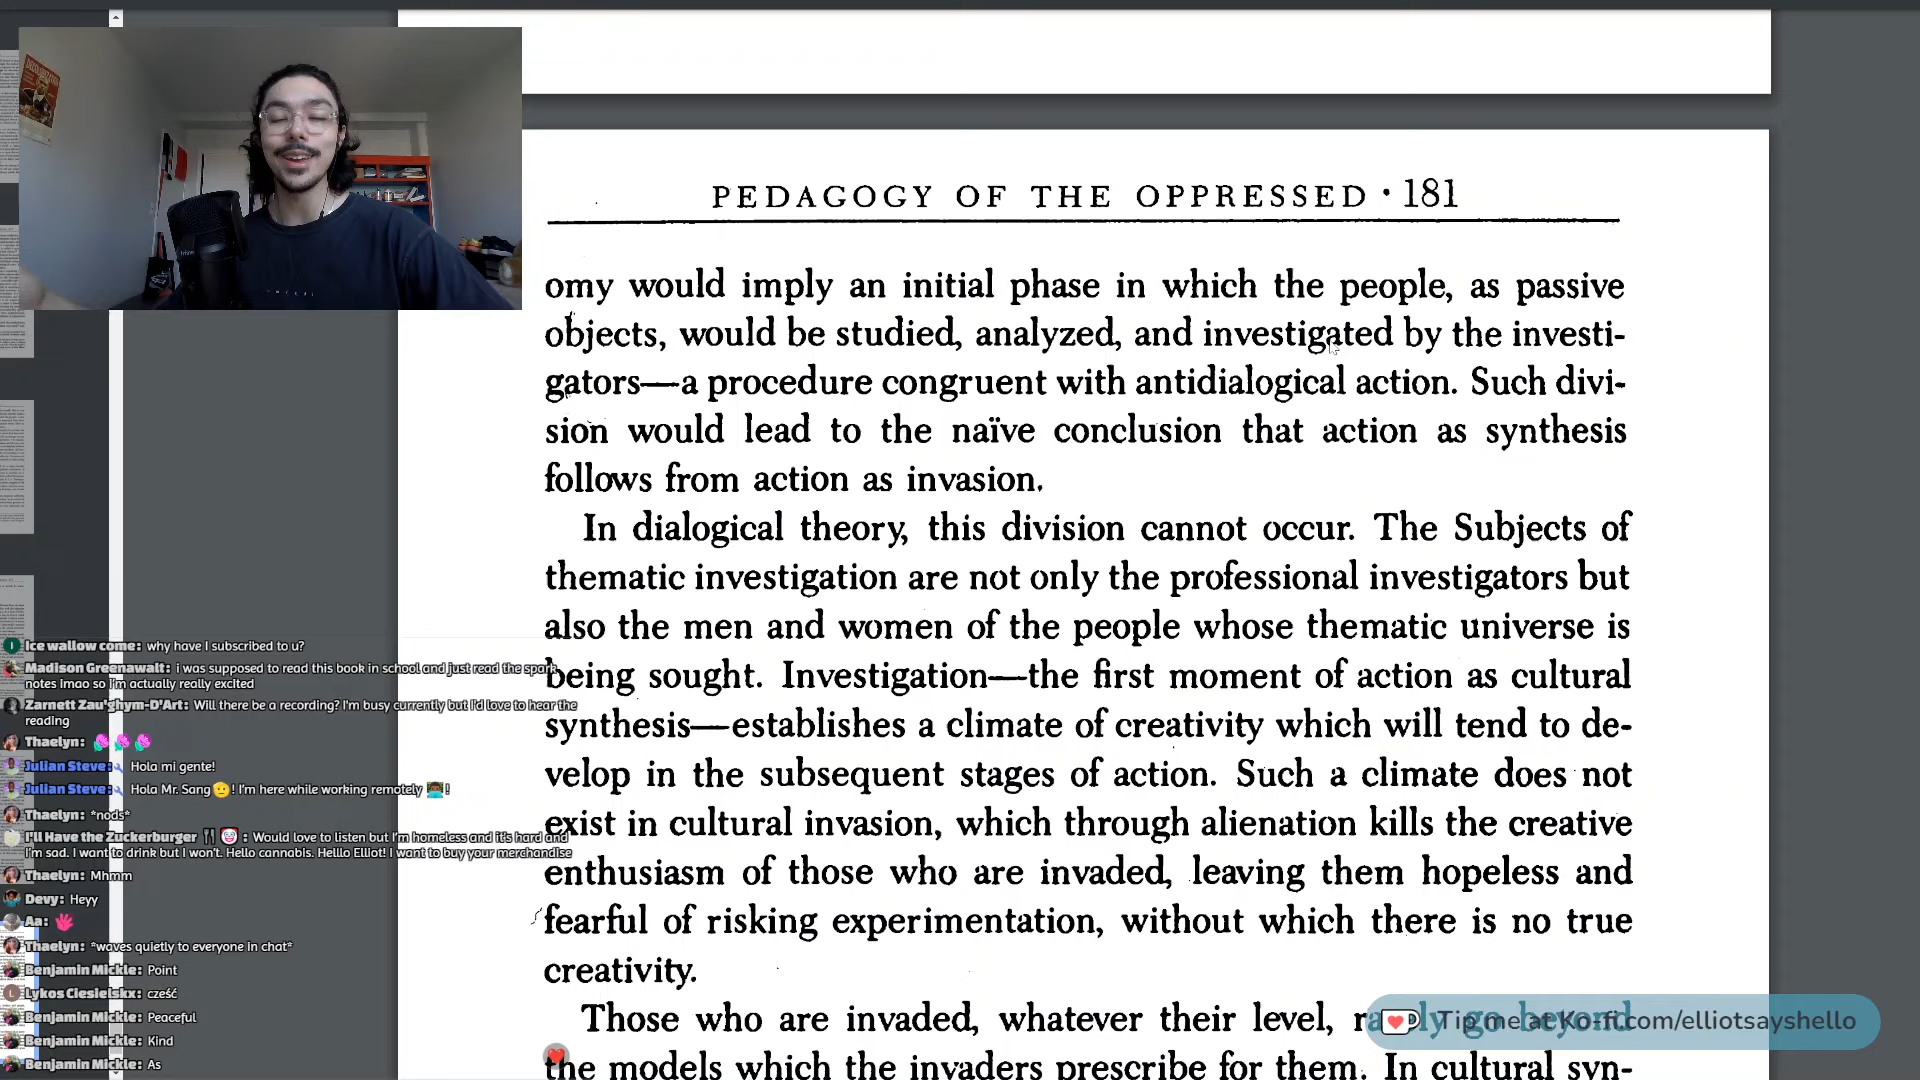 PEDAGOGY OF THE OPPRESSED · 181
omy would imply an initial phase in which the people, as passive
objects, would be studied, analyzed, and investigated by the investi-
gators—a procedure congruent with antidialogical action. Such divi-
sion would lead to the naïve conclusion that action as synthesis
follows from action as invasion.
In dialogical theory, this division cannot occur. The Subjects of
thematic investigation are not only the professional investigators but
also the men and women of the people whose thematic universe is
being sought. Investigation—the first moment of action as cultural
synthesis—establishes a climate of creativity which will tend to de-
velop in the subsequent stages of action. Such a climate does not
exist in cultural invasion, which through alienation kills the creative
enthusiasm of those who are invaded, leaving them hopeless and
fearful of risking experimentation, without which there is no true
creativity.
Those who are invaded, whatever their level, rarely go beyond
the models which the invaders prescribe for them. In cultural syn-
Ice wallow come: why have I subscribed to u?
Madison Greenawalt: i was supposed to read this book in school and just read the spark
notes lmao so i'm actually really excited
Zarnett Zau'ghym-D'Art: Will there be a recording? I'm busy currently but I'd love to hear the
reading
Thaelyn:
Julian Steve: Hola mi gente!
Julian Steve: Hola Mr. Sang! I'm here while working remotely !
Thaelyn: *nods*
I'll Have the Zuckerburger : Would love to listen but I'm homeless and it's hard and
I'm sad. I want to drink but I won't. Hello cannabis. Helllo Elliot! I want to buy your merchandise
Thaelyn: Mhmm
Devy: Heyy
Aa:
Thaelyn: *waves quietly to everyone in chat*
Benjamin Mickle: Point
Lykos Ciesielskx: cześć
Benjamin Mickle: Peaceful
Benjamin Mickle: Kind
Benjamin Mickle: As
Tip me at Ko-fi.com/elliotsayshello